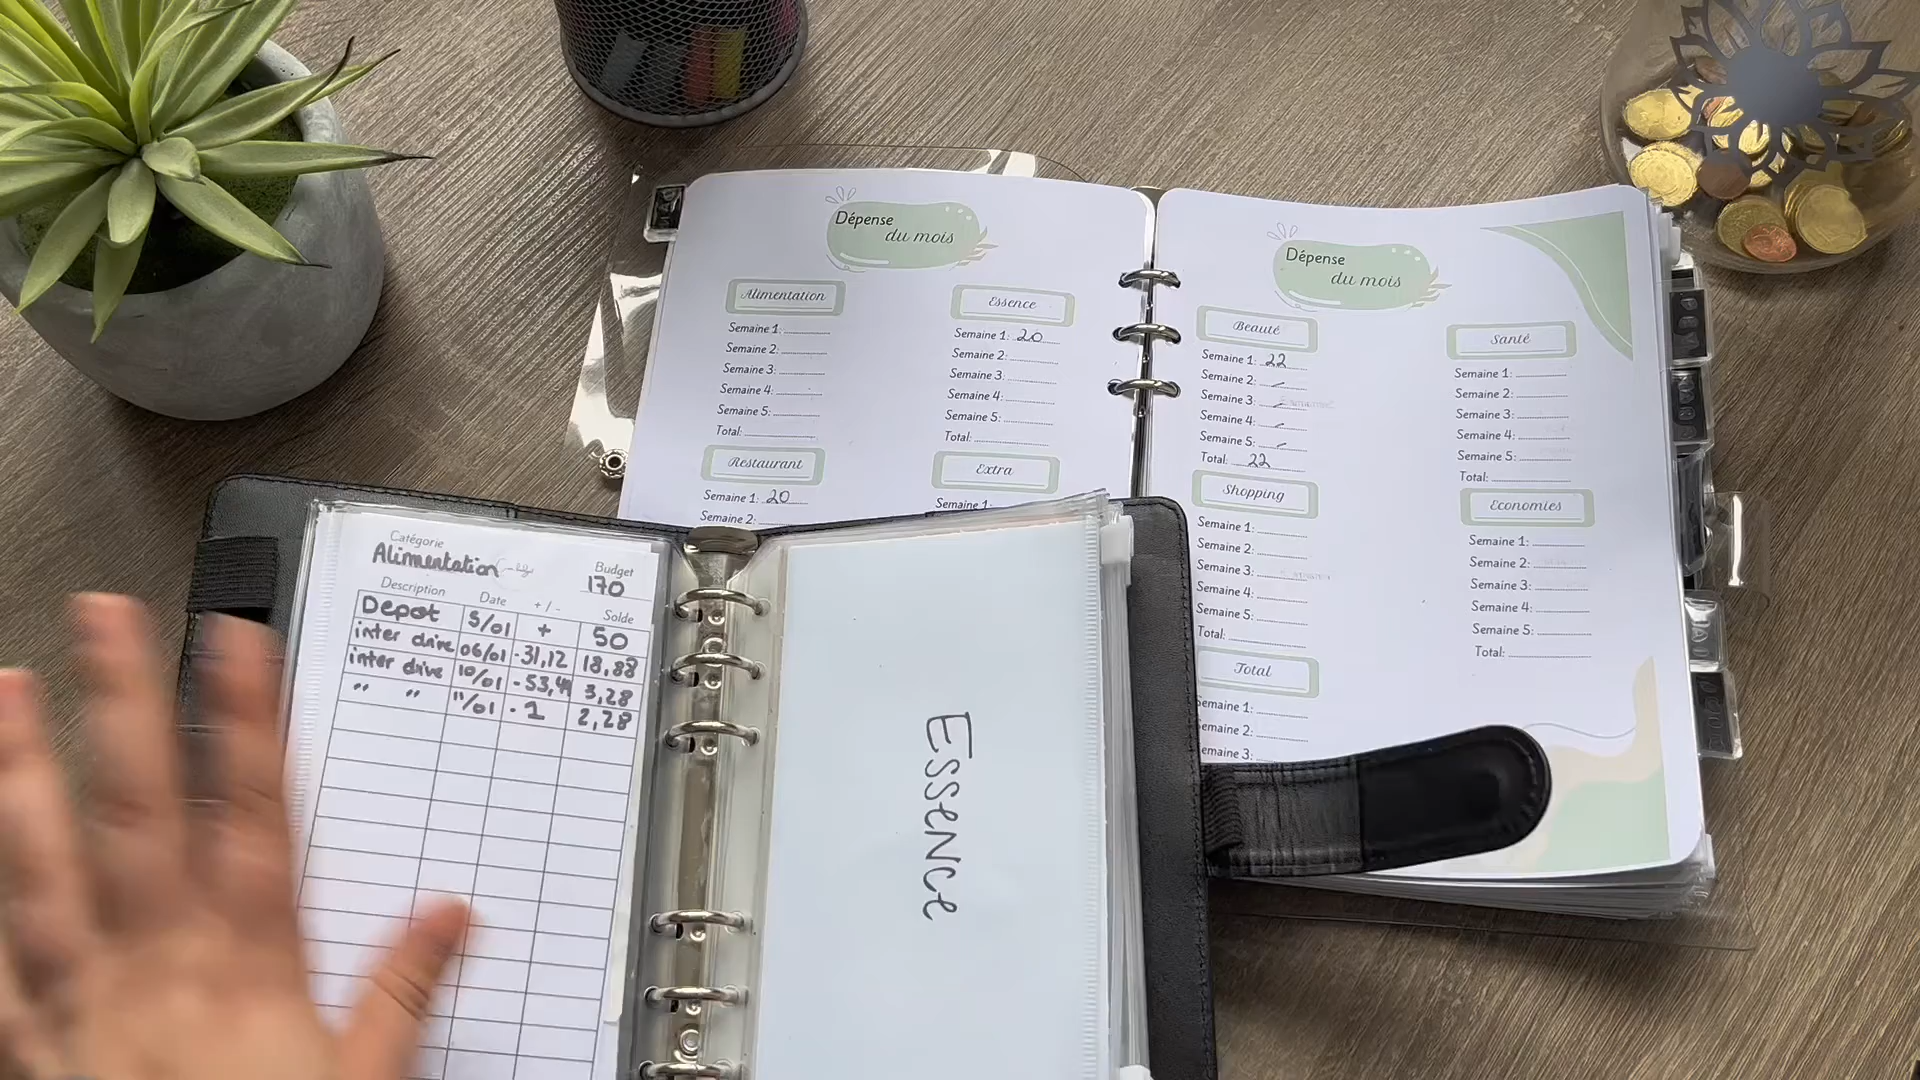 Dépense
du mois
Alimentation
Semaine 1:
Semaine 2:
Semaine 3:
Semaine 4:
Semaine 5:
Total:
Essence
Semaine 1: 20
Semaine 2:
Semaine 3:
Semaine 4:
Semaine 5:
Total:
Restaurant
Semaine 1: 20
Semaine 2:
Extra
Semaine 1:
Dépense
du mois
Beauté
Semaine 1: 22
Semaine 2: -
Semaine 3: -
Semaine 4: -
Semaine 5: -
Total: 22
Santé
Semaine 1:
Semaine 2:
Semaine 3:
Semaine 4:
Semaine 5:
Total:
Shopping
Semaine 1:
Semaine 2:
Semaine 3:
Semaine 4:
Semaine 5:
Total:
Economies
Semaine 1:
Semaine 2:
Semaine 3:
Semaine 4:
Semaine 5:
Total:
Total
Semaine 1:
Semaine 2:
Semaine 3:
Catégorie
Alimentation
Budget
170
Description Date +/- Solde
Depot 5/01 + 50
inter drive 06/01 -31,12 18,88
inter drive 10/01 3,28
" " 11/01 -1 2,28
Essence